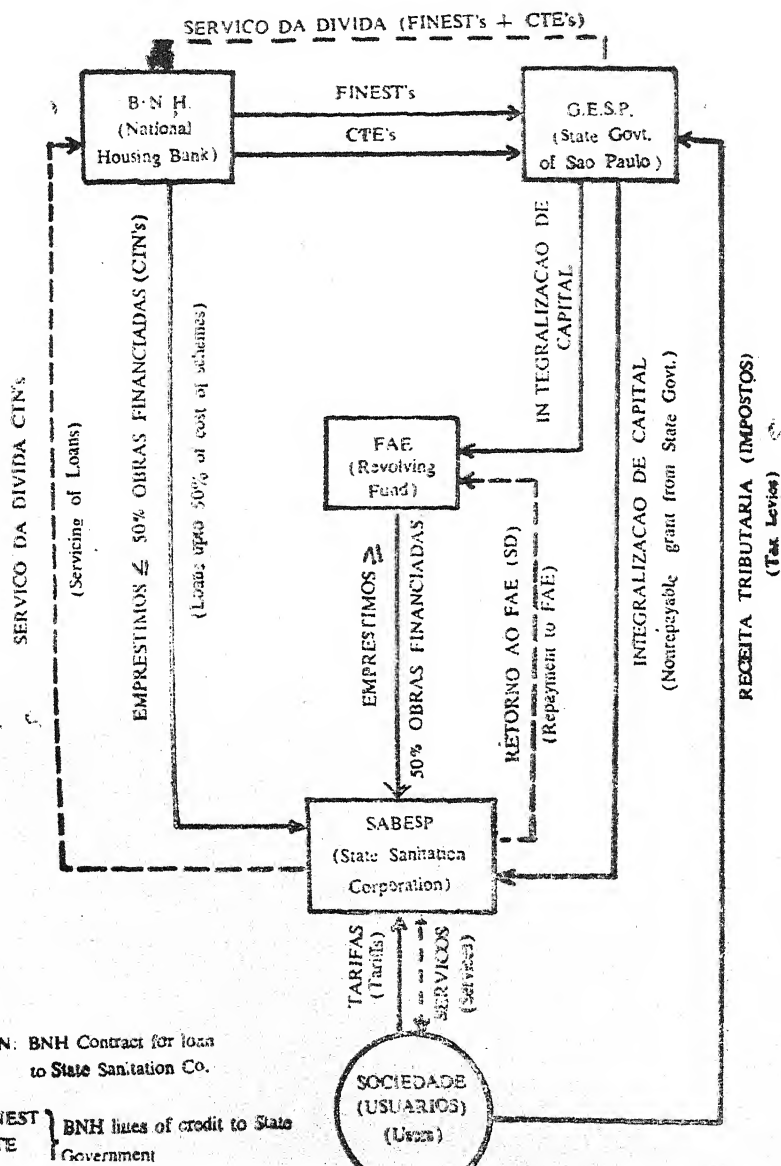 SERVICO DA DIVIDA (FINEST's + CTE's)
B.N.H.
(National
Housing Bank)
FINEST's
CTE's
G.E.S.P.
(State Govt.
of Sao Paulo)
SERVICO DA DIVIDA CTN's
(Servicing of Loans)
EMPRESTIMOS ≤ 50% OBRAS FINANCIADAS (CTN's)
(Loans upto 50% of cost of schemes)
INTEGRALIZACAO DE
CAPITAL
FAE
(Revolving
Fund)
EMPRESTIMOS ≥
50% OBRAS FINANCIADAS
RETORNO AO FAE (SD)
(Repayment to FAE)
INTEGRALIZACAO DE CAPITAL
(Nonrepayable grant from State Govt.)
RECEITA TRIBUTARIA (IMPOSTOS)
(Tax Levies)
SABESP
(State Sanitation
Corporation)
TARIFAS
(Tariffs)
SERVICOS
(Services)
SOCIEDADE
(USUARIOS)
(Users)
N: BNH Contract for loan
to State Sanitation Co.
NEST
TE
BNH lines of credit to State
Government